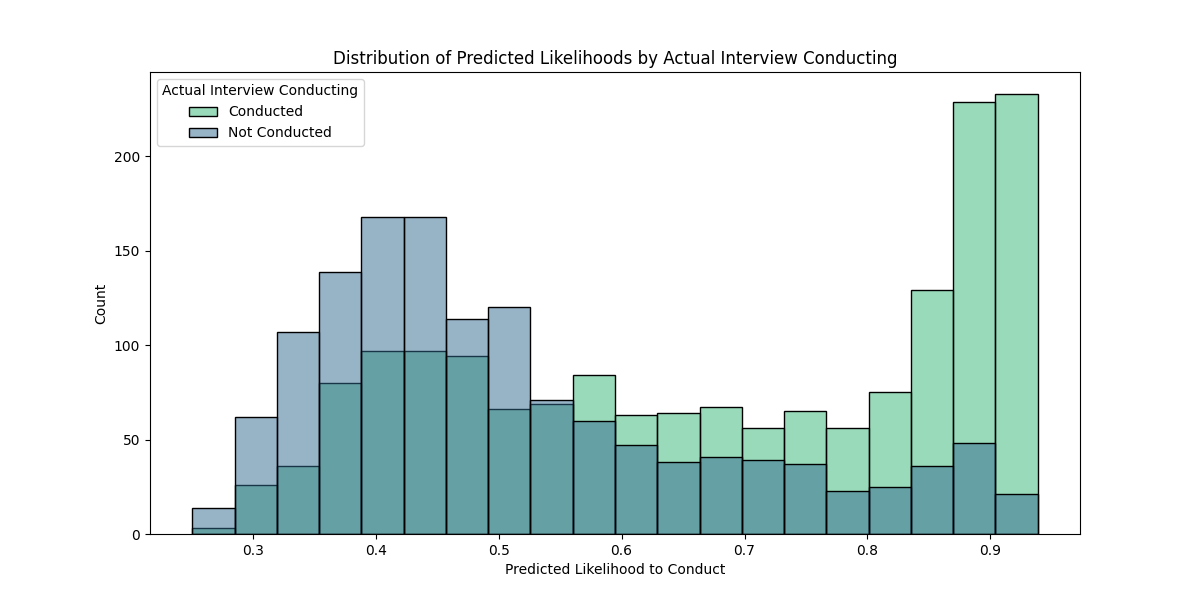 Distribution of Predicted Likelihoods by Actual Interview Conducting
Actual Interview Conducting
Conducted
Not Conducted
Count
200
150
100
50
0
0.3 0.4 0.5 0.6 0.7 0.8 0.9
Predicted Likelihood to Conduct